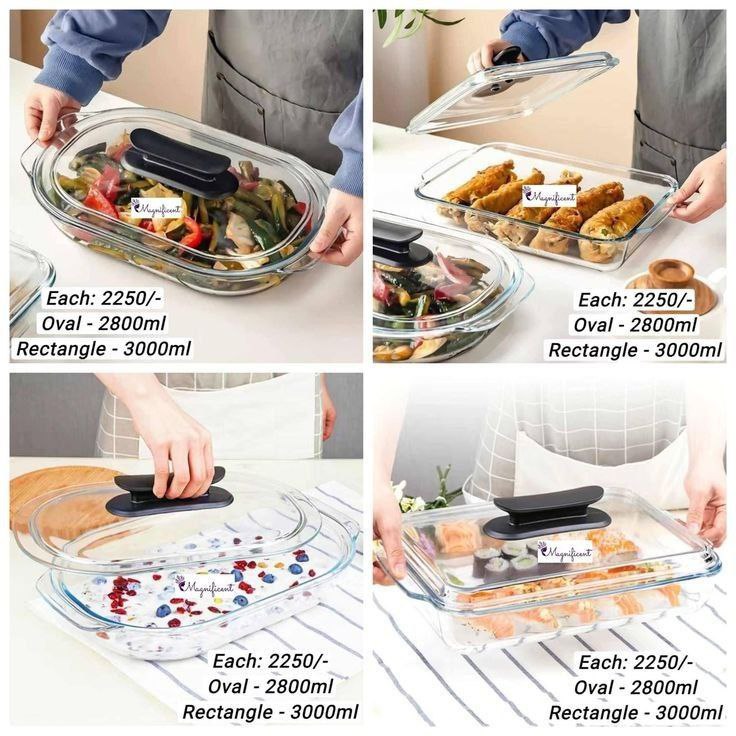 Magnificent
Each: 2250/-
Oval - 2800ml
Rectangle - 3000ml
Magnificent
Each: 2250/-
Oval - 2800ml
Rectangle - 3000ml
Magnificent
Each: 2250/-
Oval - 2800ml
Rectangle - 3000ml
Magnificent
Each: 2250/-
Oval - 2800ml
Rectangle - 3000ml